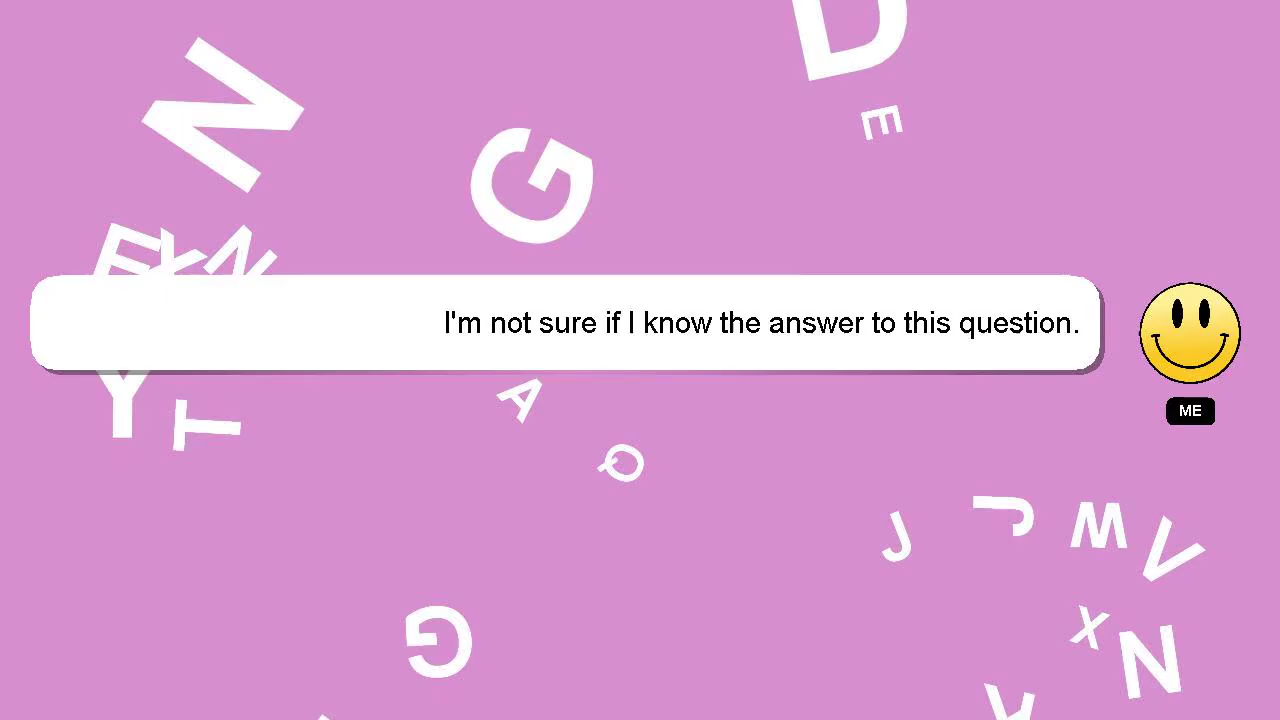 N
D
E
G
E
X
N
I'm not sure if I know the answer to this question.
ME
Y
T
A
Q
J
J
W
V
G
X
N